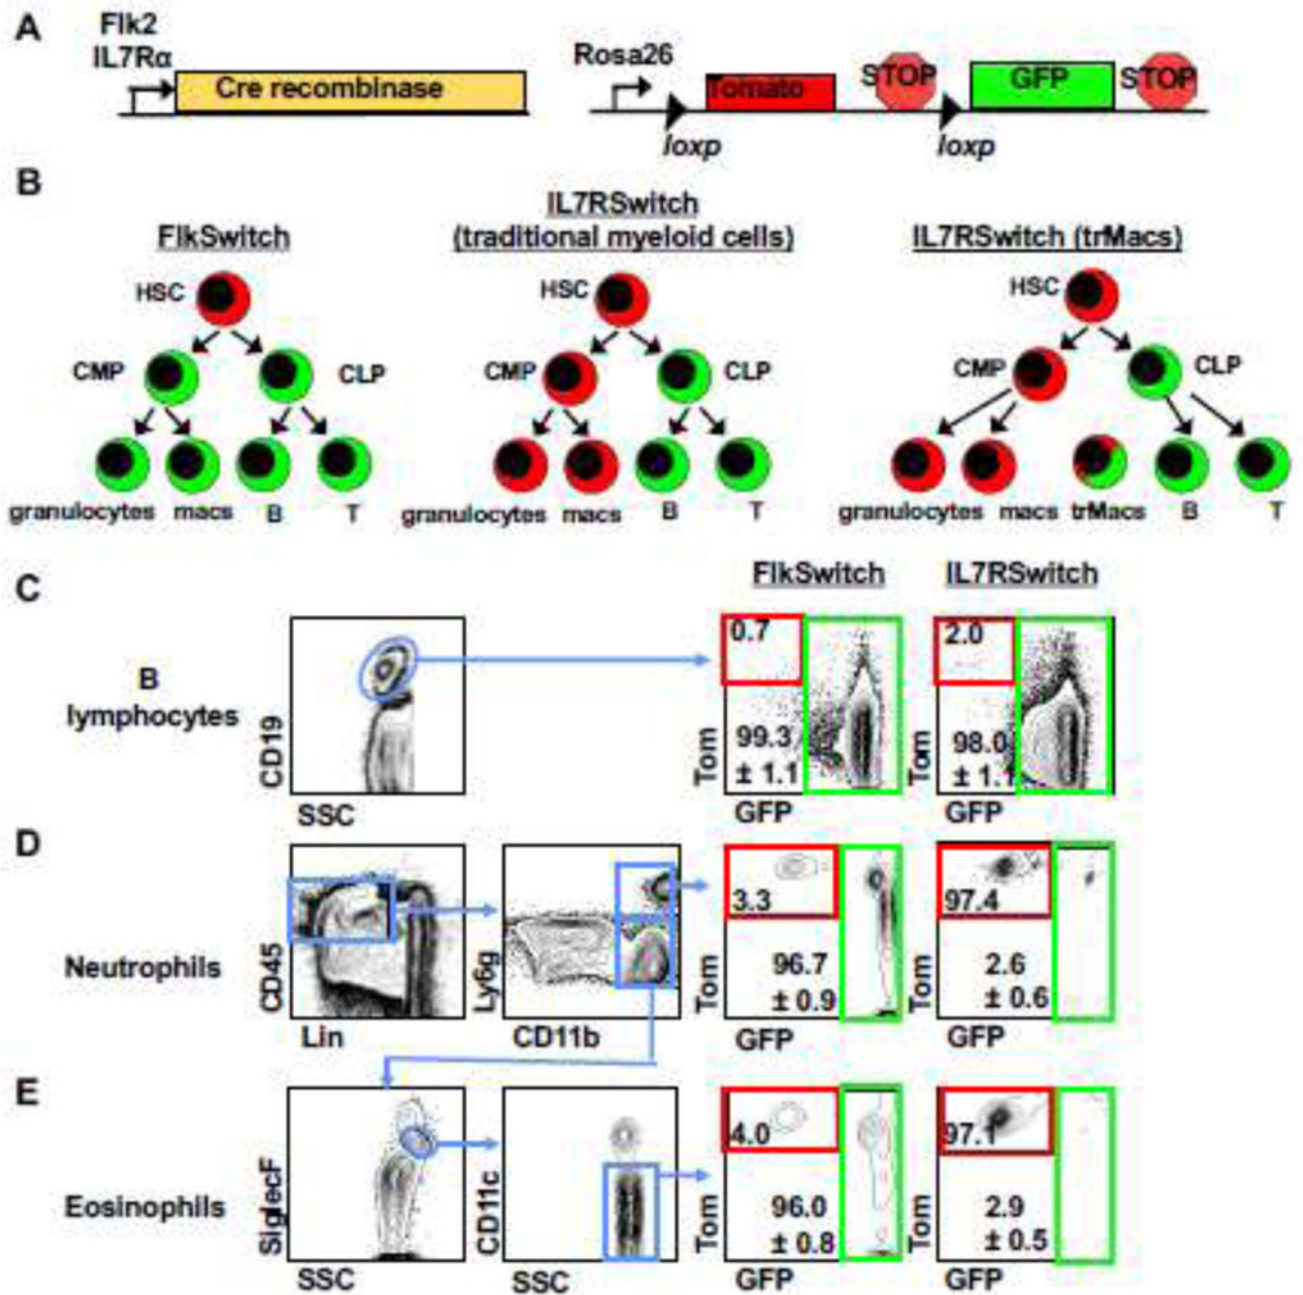 A
Flk2
IL7Rα
Cre recombinase
Rosa26
Tomato
STOP
GFP
STOP
loxp
loxp
B
FlkSwitch
IL7RSwitch
(traditional myeloid cells)
IL7RSwitch (trMacs)
HSC
HSC
HSC
CMP
CLP
CMP
CLP
CMP
CLP
granulocytes macs B T
granulocytes macs B T
granulocytes macs trMacs B T
C
FlkSwitch
IL7RSwitch
B
lymphocytes
CD19
SSC
Tom
0.7
99.3
± 1.1
GFP
Tom
2.0
98.0
± 1.1
GFP
D
Neutrophils
CD45
Lin
Ly6g
CD11b
Tom
3.3
96.7
± 0.9
GFP
Tom
97.4
2.6
± 0.6
GFP
E
Eosinophils
SiglecF
SSC
CD11c
SSC
Tom
4.0
96.0
± 0.8
GFP
Tom
97.1
2.9
± 0.5
GFP